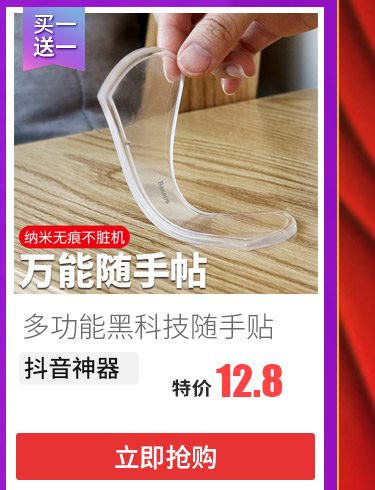 买一
送一
Baseus
纳米无痕不脏机
万能随手帖
多功能黑科技随手贴
抖音神器
特价 12.8
立即抢购